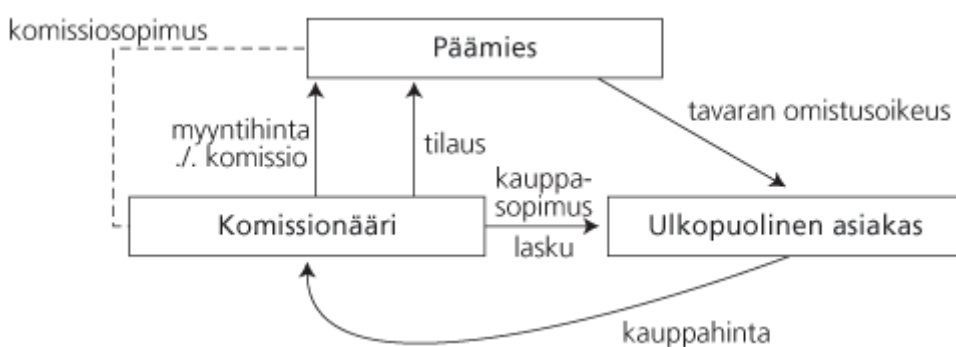 komissiosopimus
Päämies
myyntihinta
./. komissio
tilaus
tavaran omistusoikeus
kauppa-
sopimus
lasku
Komissionääri
Ulkopuolinen asiakas
kauppahinta